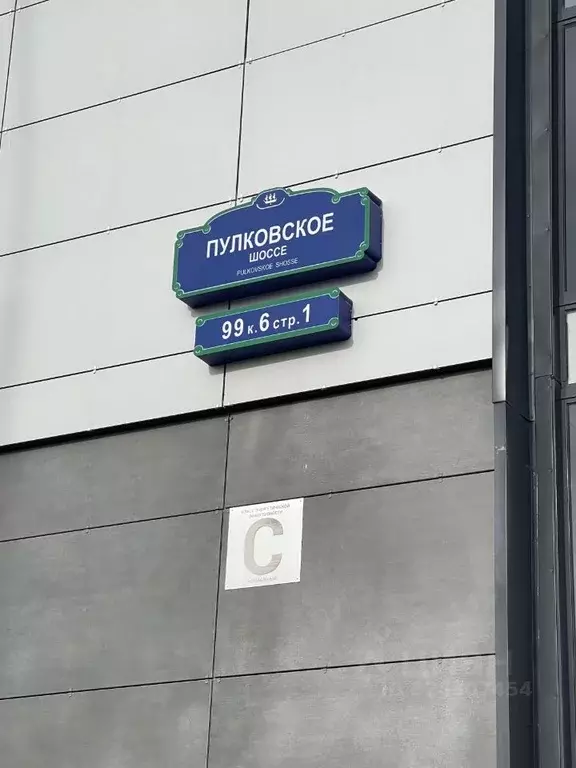 ПУЛКОВСКОЕ
ШОССЕ
PULKOVSKOE SHOSSE
99 к. 6 стр. 1
C